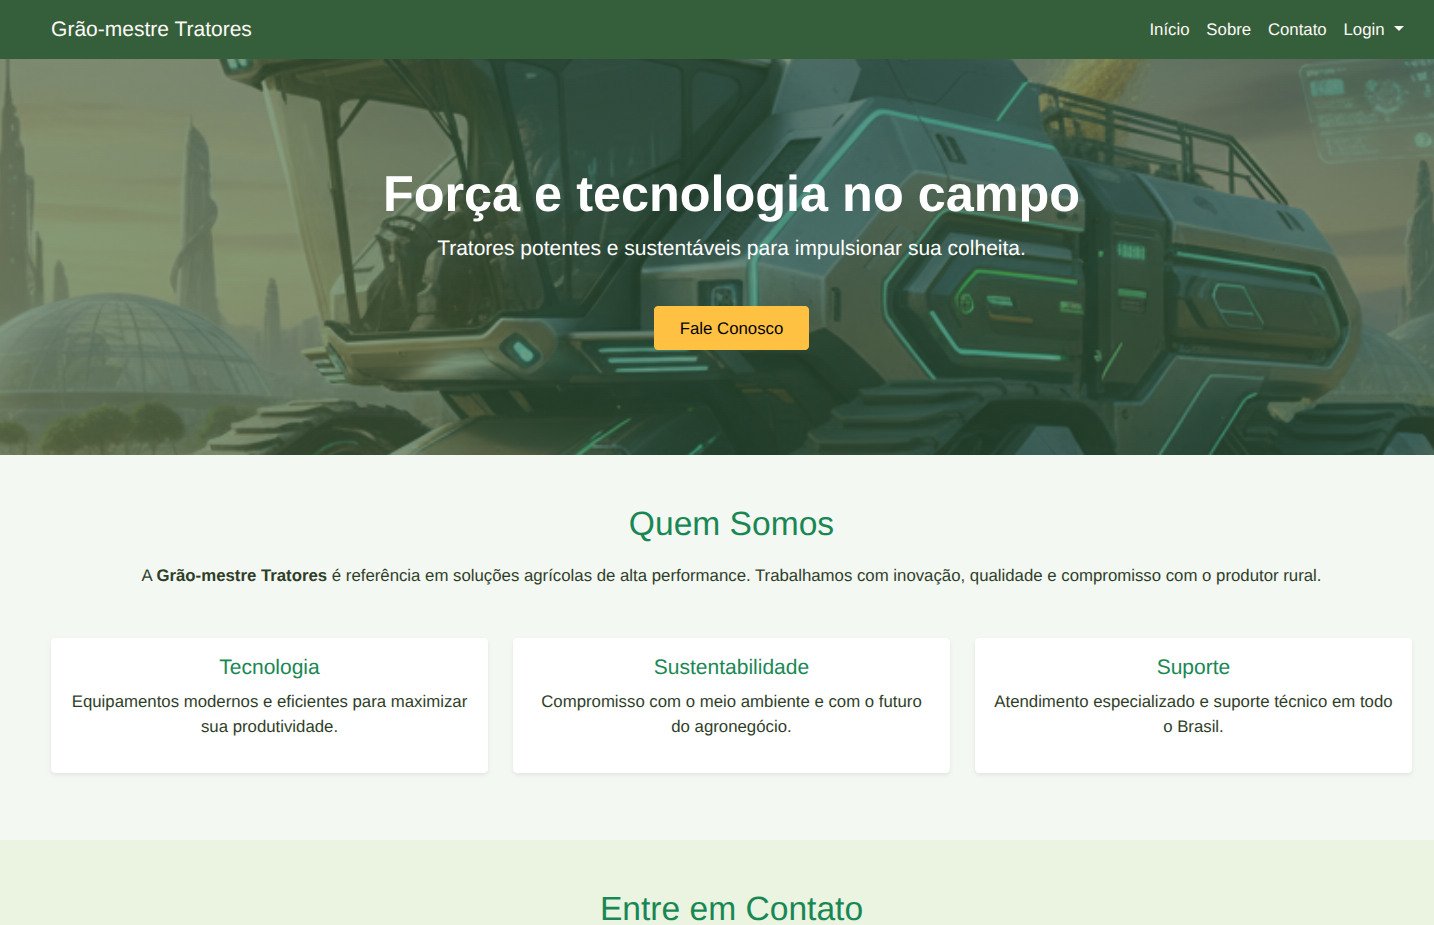 Grão-mestre Tratores
Início Sobre Contato Login
Força e tecnologia no campo
Tratores potentes e sustentáveis para impulsionar sua colheita.
Fale Conosco
Quem Somos
A Grão-mestre Tratores é referência em soluções agrícolas de alta performance. Trabalhamos com inovação, qualidade e compromisso com o produtor rural.
Tecnologia
Equipamentos modernos e eficientes para maximizar
sua produtividade.
Sustentabilidade
Compromisso com o meio ambiente e com o futuro
do agronegócio.
Suporte
Atendimento especializado e suporte técnico em todo
o Brasil.
Entre em Contato